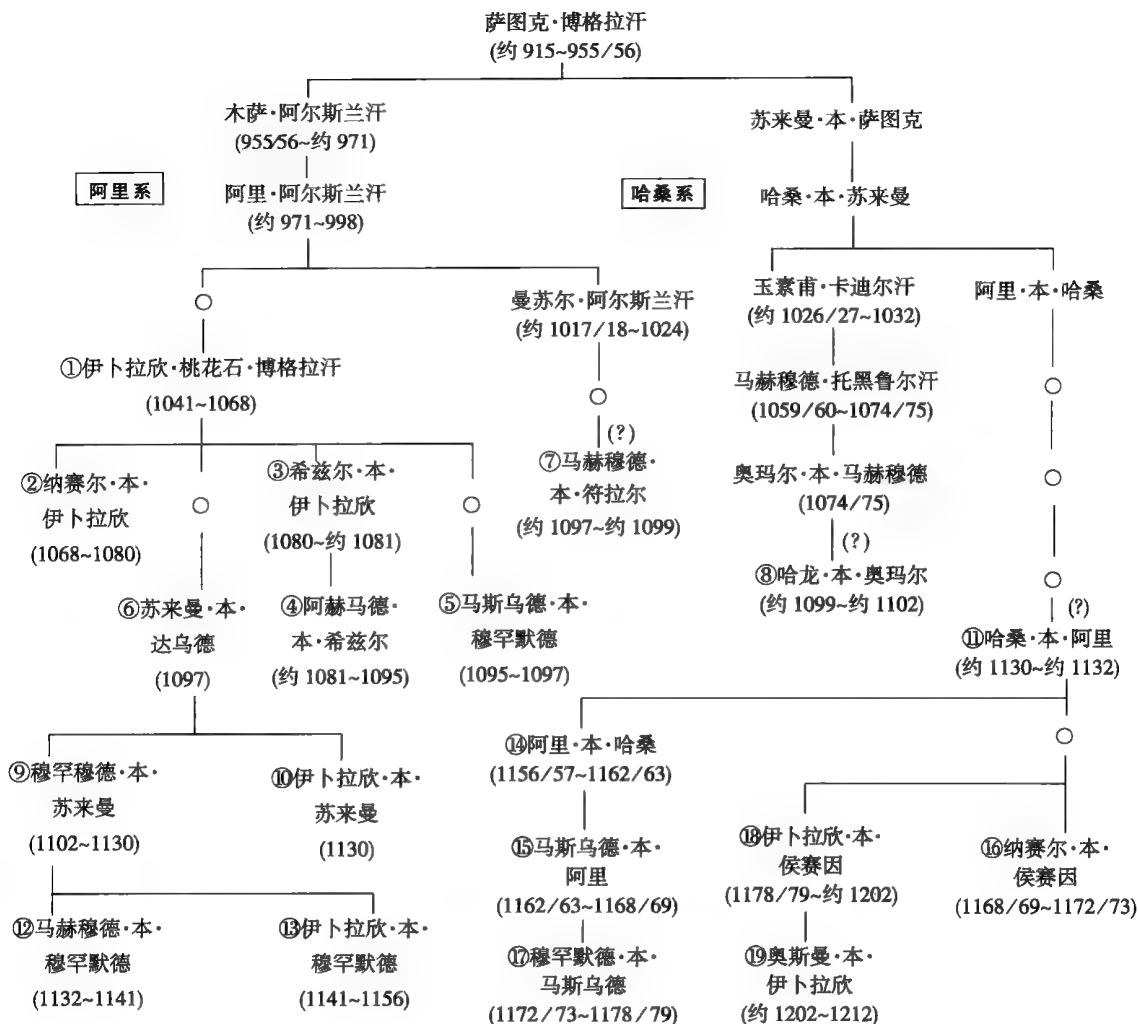 萨图克·博格拉汗
(约 915~955/56)
木萨·阿尔斯兰汗
(955/56~约 971)
苏来曼·本·萨图克
阿里系
阿里·阿尔斯兰汗
(约 971~998)
哈桑系
哈桑·本·苏来曼
曼苏尔·阿尔斯兰汗
(约 1017/18~1024)
玉素甫·卡迪尔汗
(约 1026/27~1032)
阿里·本·哈桑
①伊卜拉欣·桃花石·博格拉汗
(1041~1068)
马赫穆德·托黑鲁尔汗
(1059/60~1074/75)
②纳赛尔·本·
伊卜拉欣
(1068~1080)
③希兹尔·本·
伊卜拉欣
(1080~约 1081)
(?)
⑦马赫穆德·
本·符拉尔
(约 1097~约 1099)
奥玛尔·本·马赫穆德
(1074/75)
(?)
⑧哈龙·本·奥玛尔
(约 1099~约 1102)
⑥苏来曼·本·
达乌德
(1097)
④阿赫马德·
本·希兹尔
(约 1081~1095)
⑤马斯乌德·本·
穆罕默德
(1095~1097)
(?)
⑪哈桑·本·阿里
(约 1130~约 1132)
⑨穆罕穆德·本·
苏来曼
(1102~1130)
⑩伊卜拉欣·本·
苏来曼
(1130)
⑭阿里·本·哈桑
(1156/57~1162/63)
⑮马斯乌德·本·
阿里
(1162/63~1168/69)
⑱伊卜拉欣·本·
侯赛因
(1178/79~约 1202)
⑯纳赛尔·本·
侯赛因
(1168/69~1172/73)
⑫马赫穆德·本·
穆罕默德
(1132~1141)
⑬伊卜拉欣·本·
穆罕默德
(1141~1156)
⑰穆罕默德·本·
马斯乌德
(1172/73~1178/79)
⑲奥斯曼·本·
伊卜拉欣
(约 1202~1212)